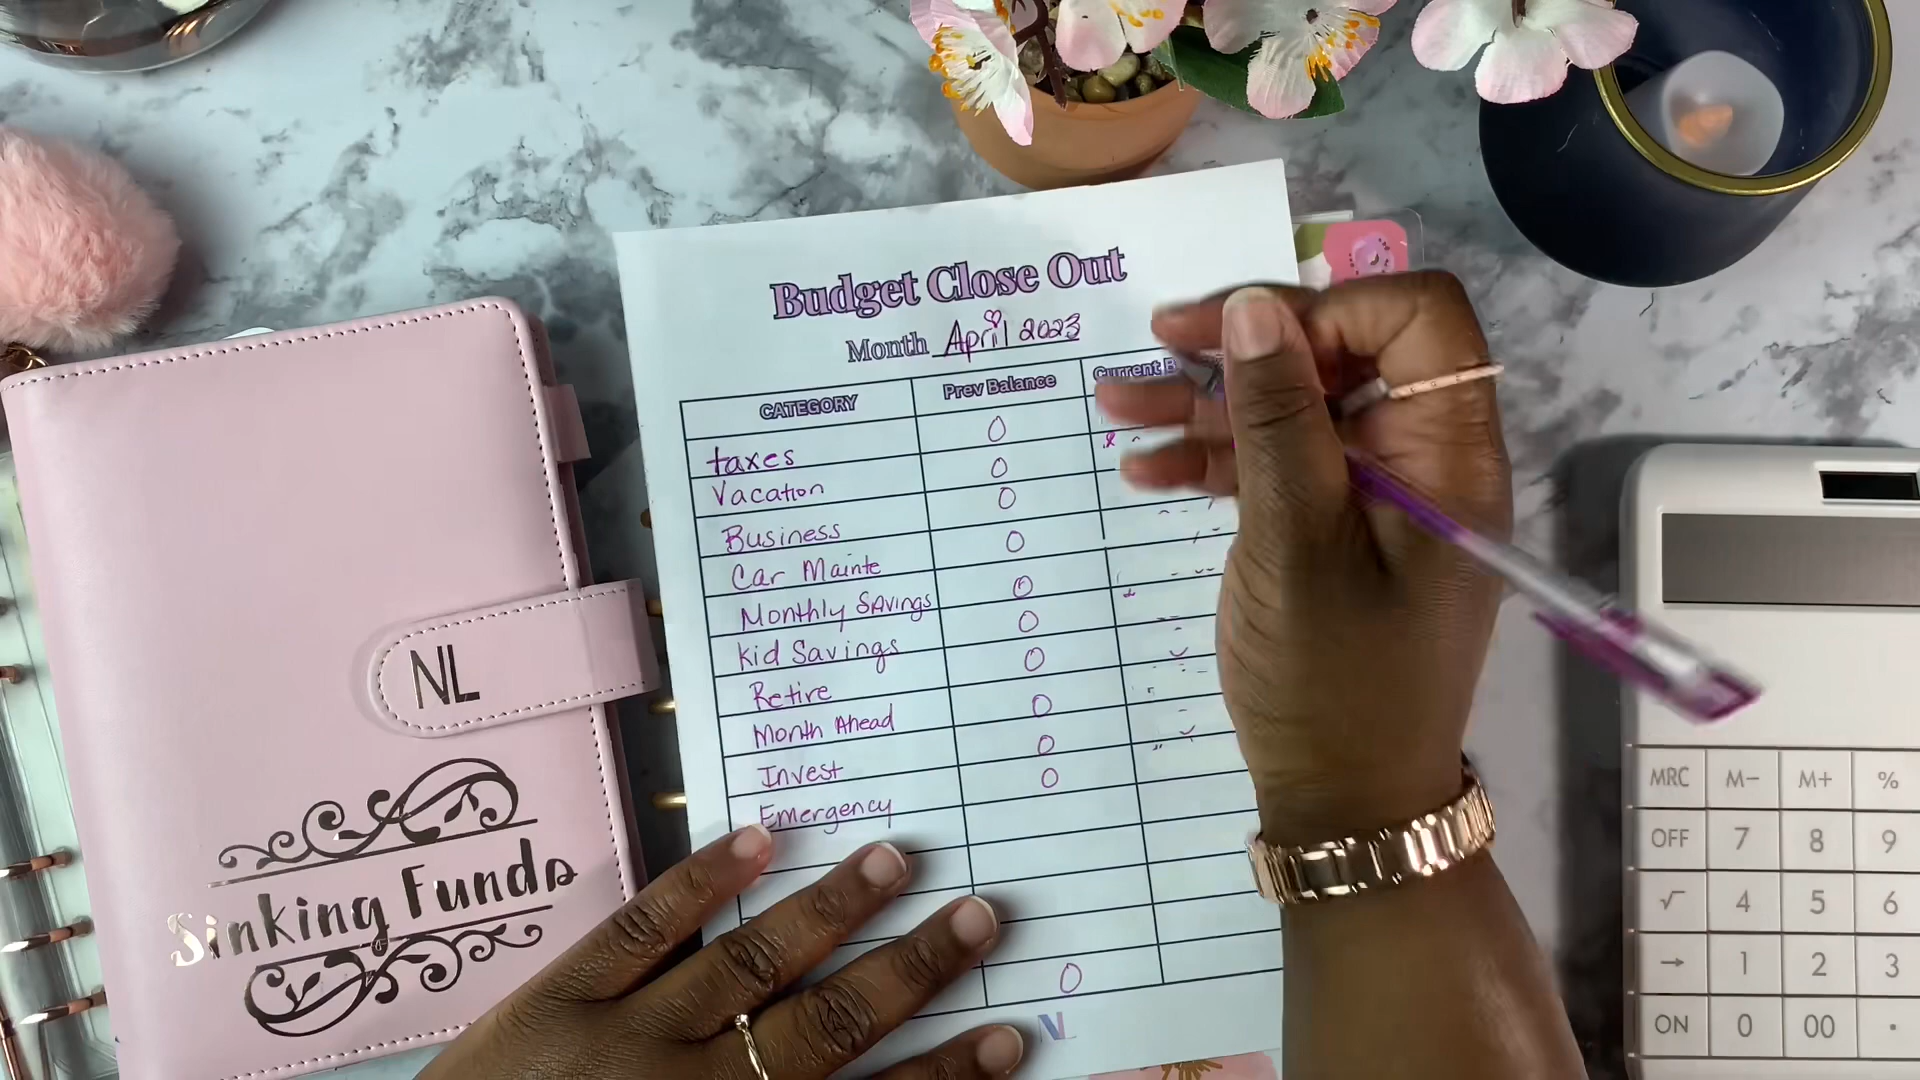 Budget Close Out
Month April 2023
CATEGORY Prev Balance Current B
taxes 0
Vacation 0
Business 0
Car Mainte 0
Monthly Savings 0
Kid Savings 0
Retire 0
Month Ahead 0
Invest 0
Emergency 0
0
NL
NL
Sinking Funds
MRC M− M+ %
OFF 7 8 9
√ 4 5 6
→ 1 2 3
ON 0 00 .